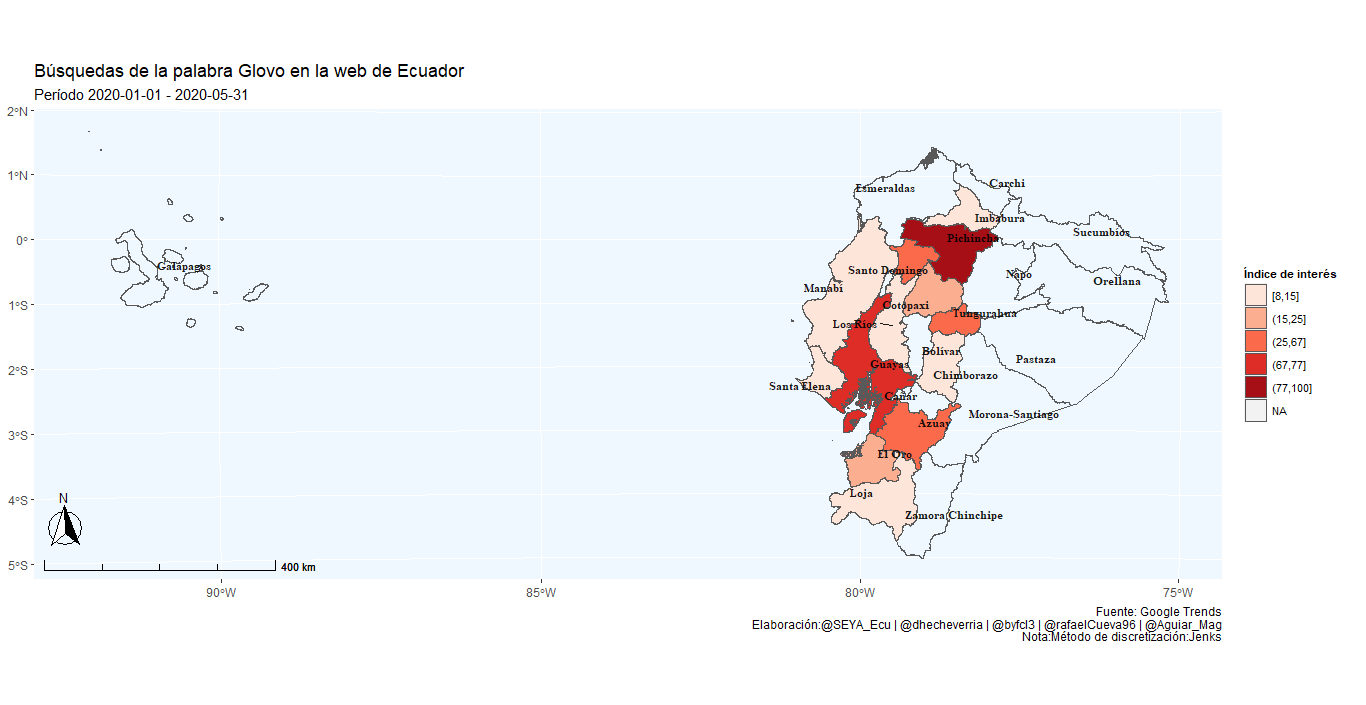 Búsquedas de la palabra Glovo en la web de Ecuador
Período 2020-01-01 - 2020-05-31
2°N
1°N
0°
1°S
2°S
3°S
4°S
5°S
90°W
85°W
80°W
75°W
Esmeraldas
Carchi
Imbabura
Sucumbíos
Pichincha
Galápagos
Santo Domingo
Napo
Orellana
Manabí
Cotopaxi
Tungurahua
Los Ríos
Bolívar
Pastaza
Guayas
Chimborazo
Santa Elena
Cañar
Morona-Santiago
Azuay
El Oro
Loja
Zamora Chinchipe
N
400 km
Índice de interés
[8,15]
(15,25]
(25,67]
(67,77]
(77,100]
NA
Fuente: Google Trends
Elaboración:@SEYA_Ecu | @dhecheverria | @byfcl3 | @rafaelCueva96 | @Aguiar_Mag
Nota:Método de discretización:Jenks